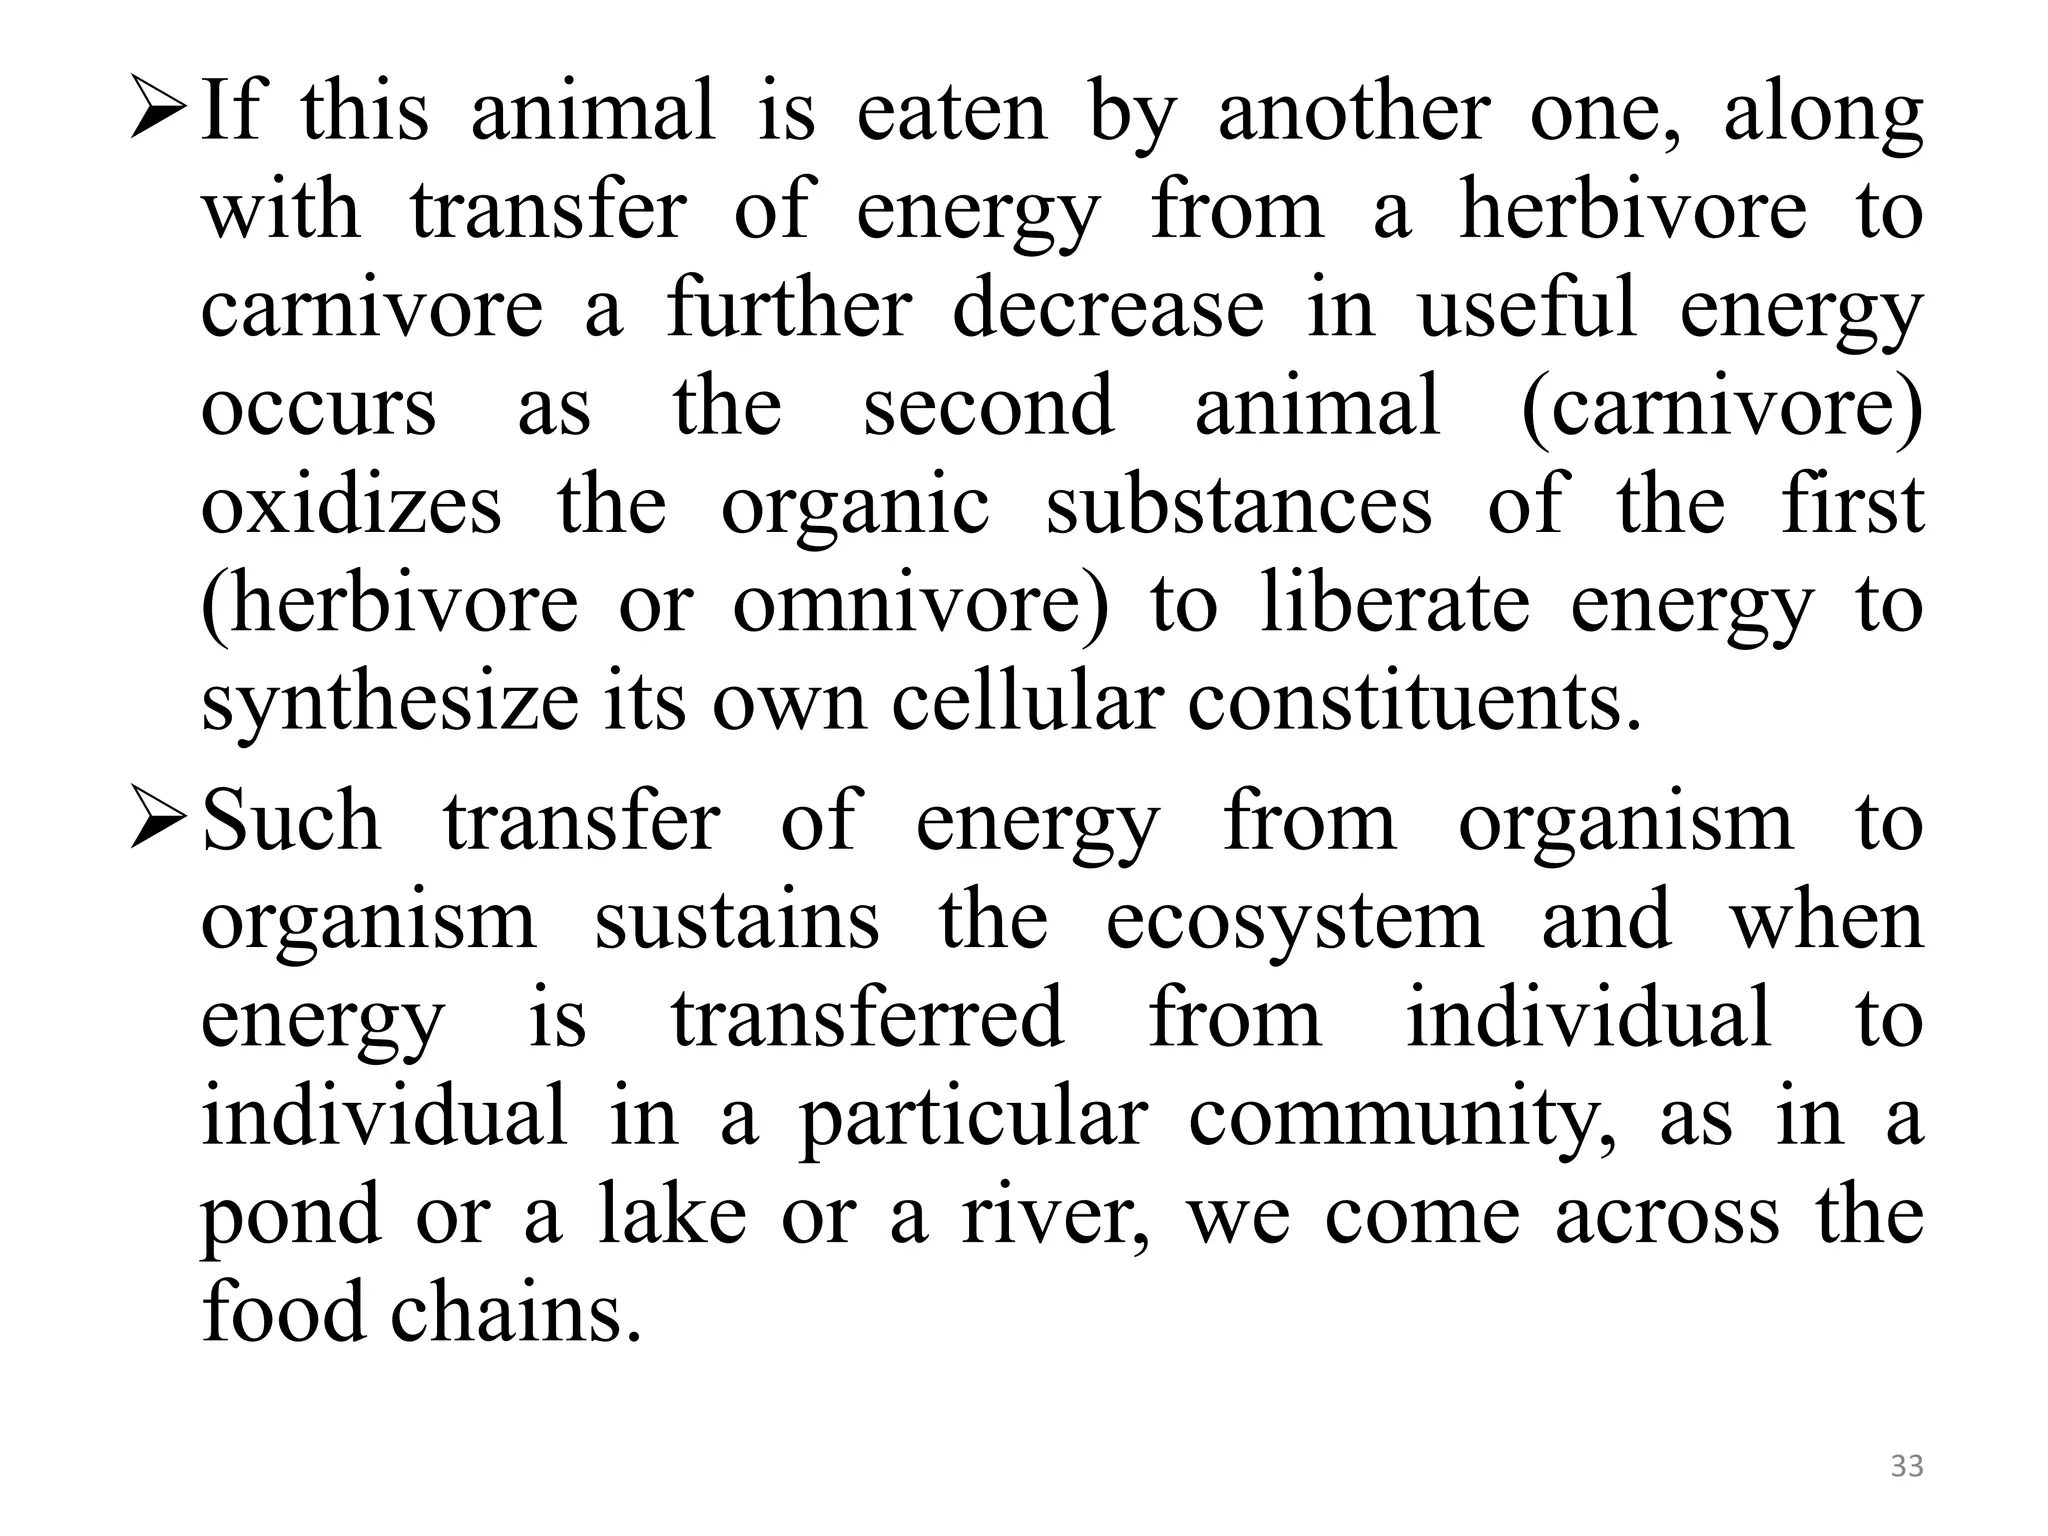 ➢If this animal is eaten by another one, along
with transfer of energy from a herbivore to
carnivore a further decrease in useful energy
occurs as the second animal (carnivore)
oxidizes the organic substances of the first
(herbivore or omnivore) to liberate energy to
synthesize its own cellular constituents.
➢Such transfer of energy from organism to
organism sustains the ecosystem and when
energy is transferred from individual to
individual in a particular community, as in a
pond or a lake or a river, we come across the
food chains.
33